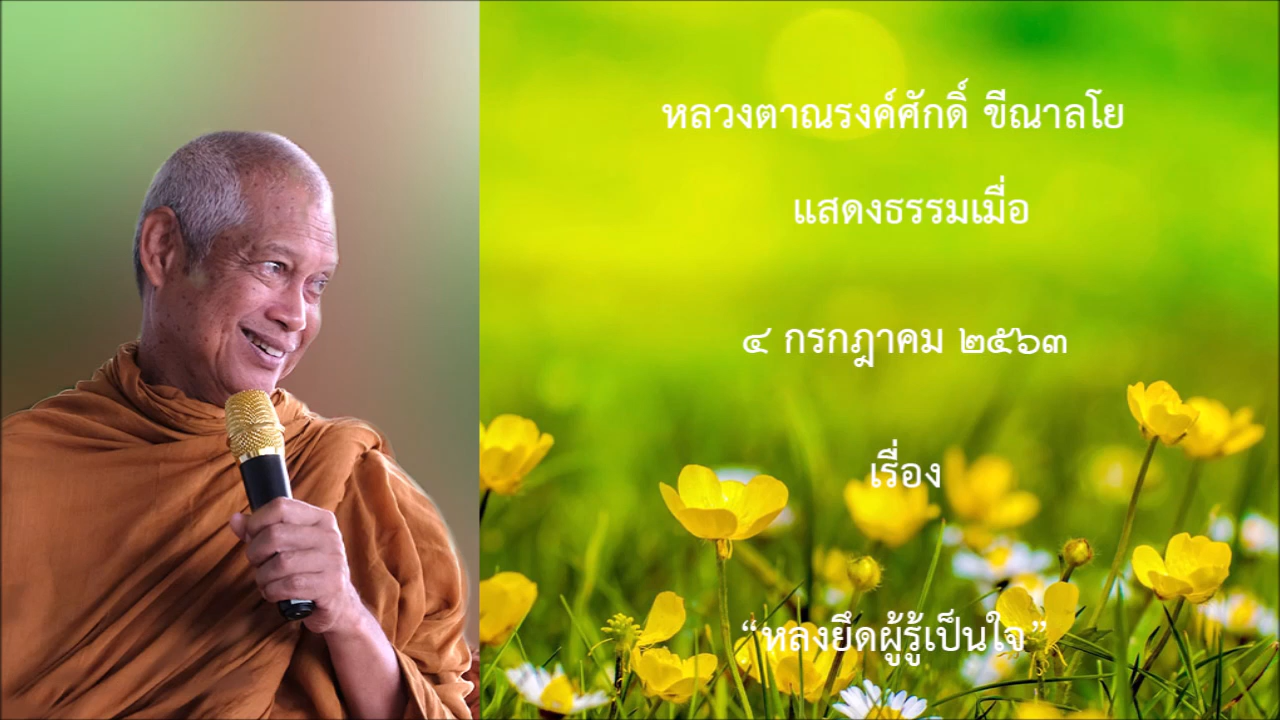 หลวงตาณรงค์ศักดิ์ ขีณาลโย
แสดงธรรมเมื่อ
๔ กรกฎาคม ๒๕๖๓
เรื่อง
“หลงยึดผู้รู้เป็นใจ”